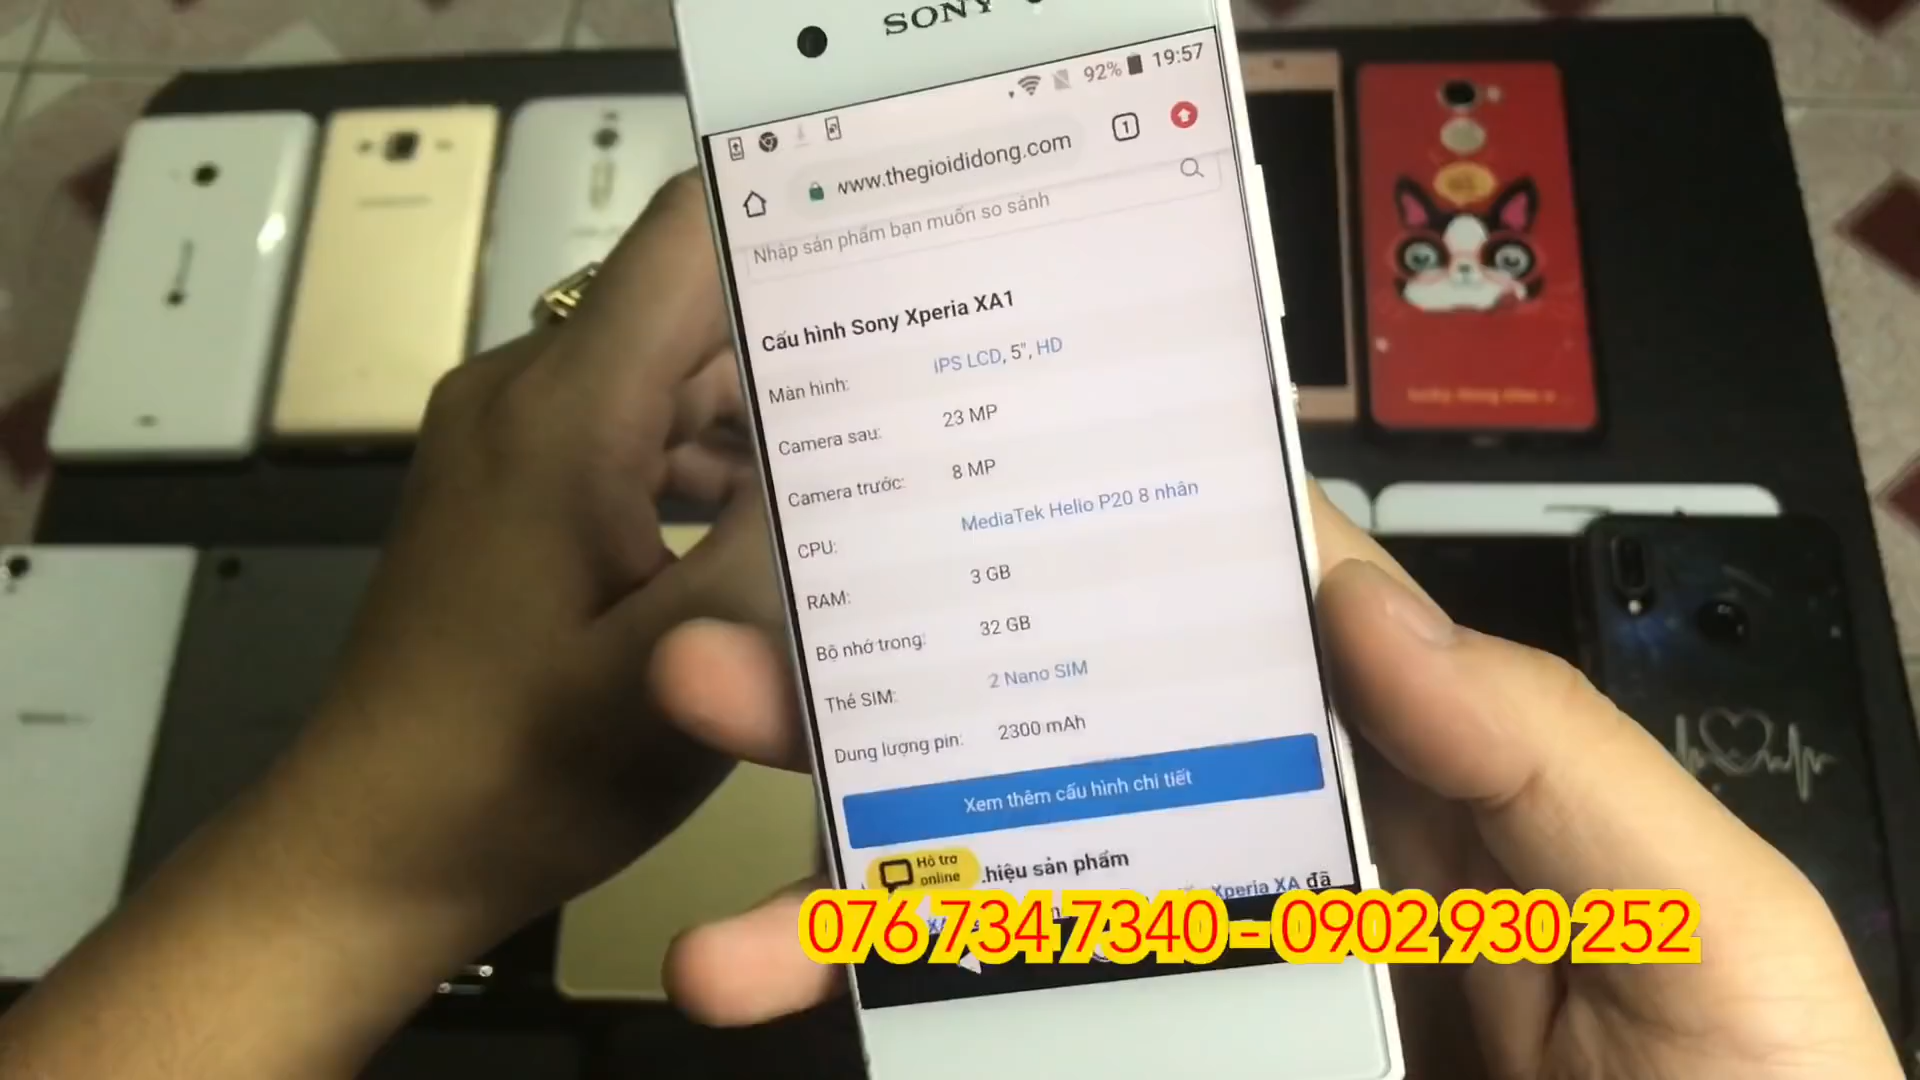 SONY
92% 19:57
www.thegioididong.com
1
Nhập sản phẩm bạn muốn so sánh
Cấu hình Sony Xperia XA1
Màn hình: IPS LCD, 5", HD
Camera sau: 23 MP
Camera trước: 8 MP
CPU: MediaTek Helio P20 8 nhân
RAM: 3 GB
Bộ nhớ trong: 32 GB
Thẻ SIM: 2 Nano SIM
Dung lượng pin: 2300 mAh
Xem thêm cấu hình chi tiết
Hỗ trợ
online
hiệu sản phẩm
Xperia XA đã
076 734 7340 - 0902 930 252